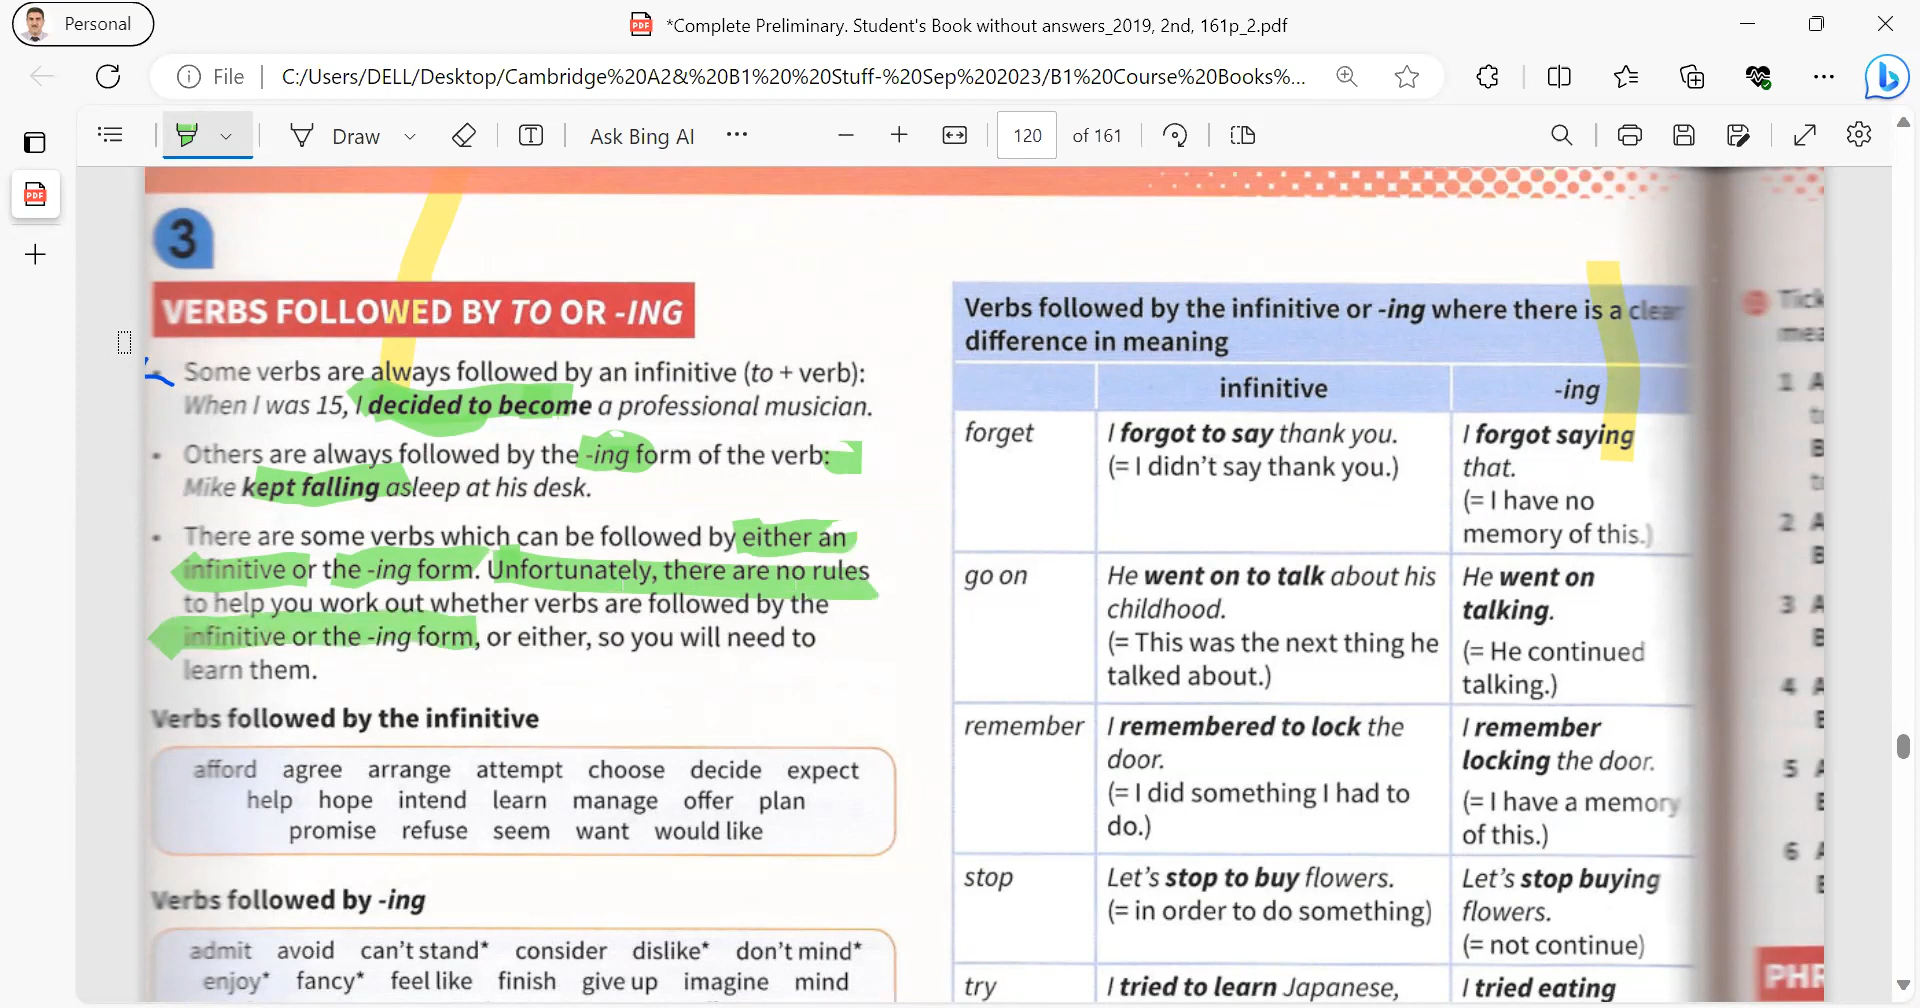 Personal
*Complete Preliminary. Student's Book without answers_2019, 2nd, 161p_2.pdf
File
C:/Users/DELL/Desktop/Cambridge%20A2&%20B1%20%20Stuff-%20Sep%202023/B1%20Course%20Books%...
Draw
Ask Bing AI
120
of 161
3
VERBS FOLLOWED BY TO OR -ING
• Some verbs are always followed by an infinitive (to + verb):
When I was 15, I decided to become a professional musician.
• Others are always followed by the -ing form of the verb:
Mike kept falling asleep at his desk.
• There are some verbs which can be followed by either an
infinitive or the -ing form. Unfortunately, there are no rules
to help you work out whether verbs are followed by the
infinitive or the -ing form, or either, so you will need to
learn them.
Verbs followed by the infinitive
afford agree arrange attempt choose decide expect
help hope intend learn manage offer plan
promise refuse seem want would like
Verbs followed by -ing
admit avoid can't stand* consider dislike* don't mind*
enjoy* fancy* feel like finish give up imagine mind
Verbs followed by the infinitive or -ing where there is a clear
difference in meaning
infinitive -ing
forget
I forgot to say thank you.
(= I didn't say thank you.)
I forgot saying
that.
(= I have no
memory of this.)
go on
He went on to talk about his
childhood.
(= This was the next thing he
talked about.)
He went on
talking.
(= He continued
talking.)
remember
I remembered to lock the
door.
(= I did something I had to
do.)
I remember
locking the door.
(= I have a memory
of this.)
stop
Let's stop to buy flowers.
(= in order to do something)
Let's stop buying
flowers.
(= not continue)
try
I tried to learn Japanese,
I tried eating
Tick
mea
1 A
B
2 A
B
3 A
4 A
5 A
6 A
PHR